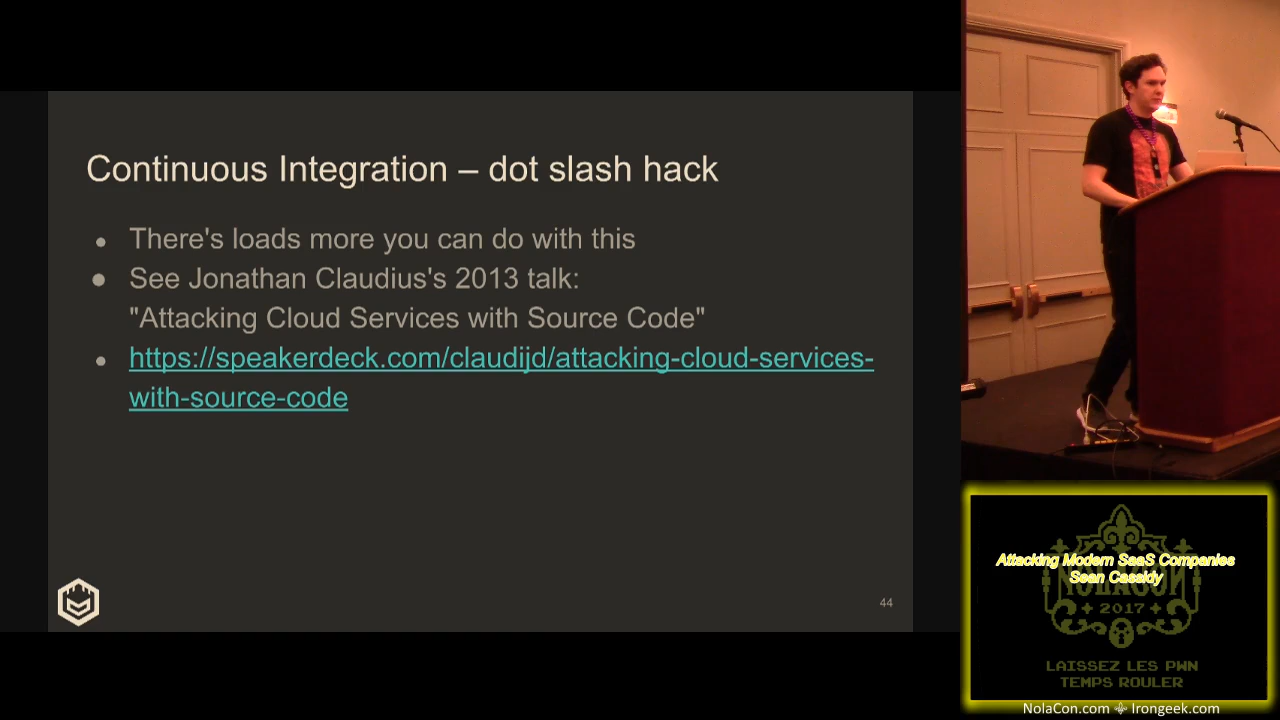 Continuous Integration – dot slash hack
● There's loads more you can do with this
● See Jonathan Claudius's 2013 talk:
"Attacking Cloud Services with Source Code"
● https://speakerdeck.com/claudijd/attacking-cloud-services-
with-source-code
44
Attacking Modern SaaS Companies
Sean Cassidy
NOLACON
2017
LAISSEZ LES PWN
TEMPS ROULER
NolaCon.com ⚜ Irongeek.com